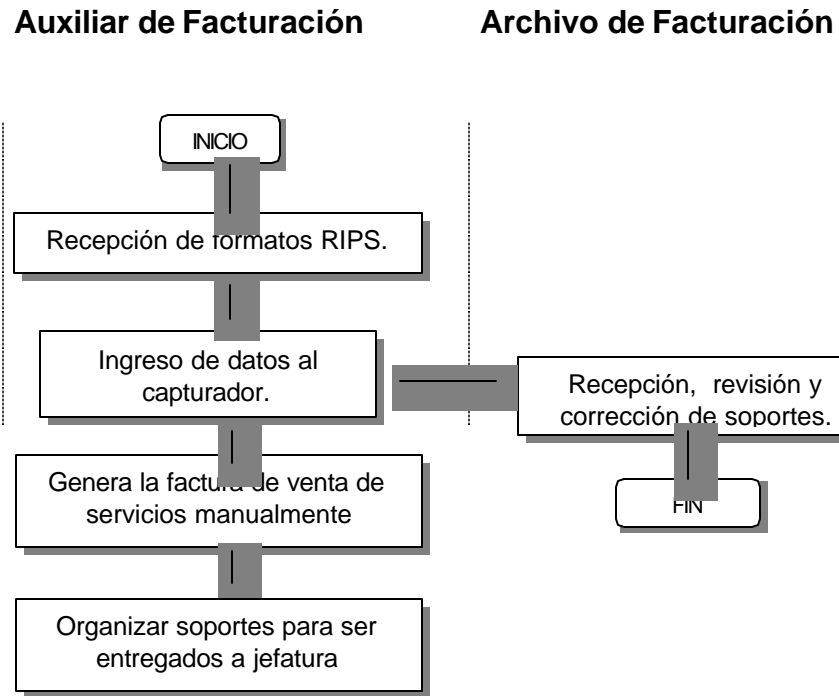 Auxiliar de Facturación
Archivo de Facturación
INICIO
Recepción de formatos RIPS.
Ingreso de datos al
capturador.
Genera la factura de venta de
servicios manualmente
Organizar soportes para ser
entregados a jefatura
Recepción, revisión y
corrección de soportes.
FIN